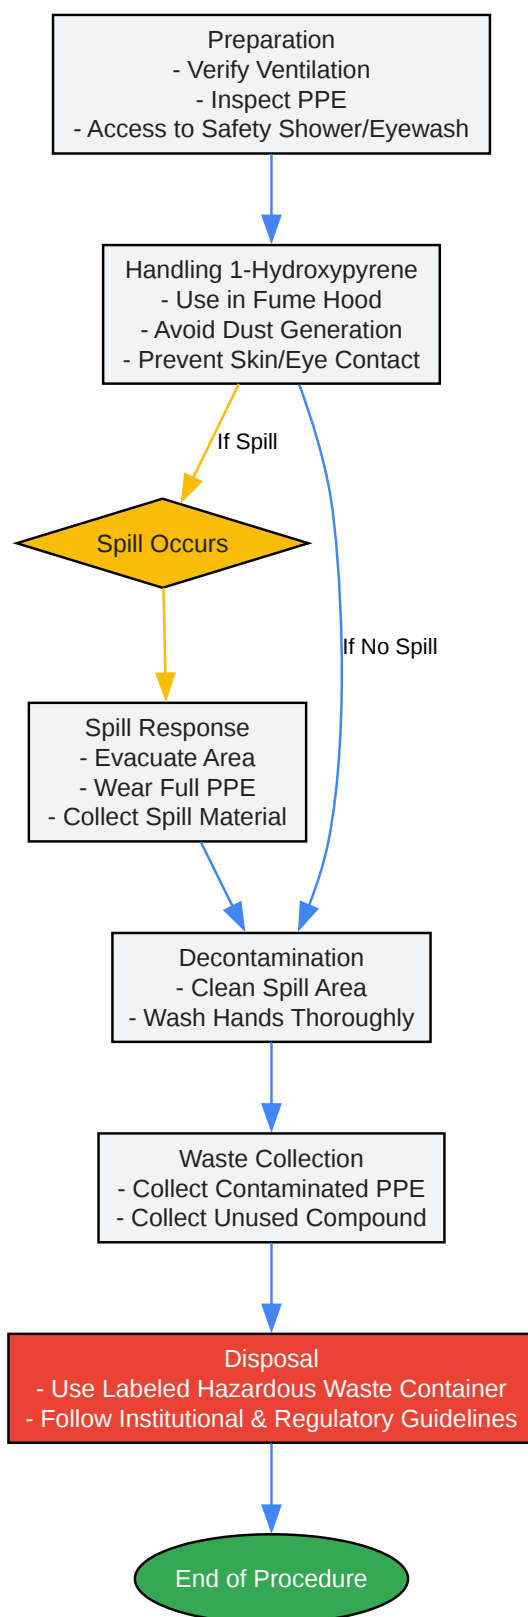 Preparation
- Verify Ventilation
- Inspect PPE
- Access to Safety Shower/Eyewash
Handling 1-Hydroxypyrene
- Use in Fume Hood
- Avoid Dust Generation
- Prevent Skin/Eye Contact
If Spill
Spill Occurs
If No Spill
Spill Response
- Evacuate Area
- Wear Full PPE
- Collect Spill Material
Decontamination
- Clean Spill Area
- Wash Hands Thoroughly
Waste Collection
- Collect Contaminated PPE
- Collect Unused Compound
Disposal
- Use Labeled Hazardous Waste Container
- Follow Institutional & Regulatory Guidelines
End of Procedure